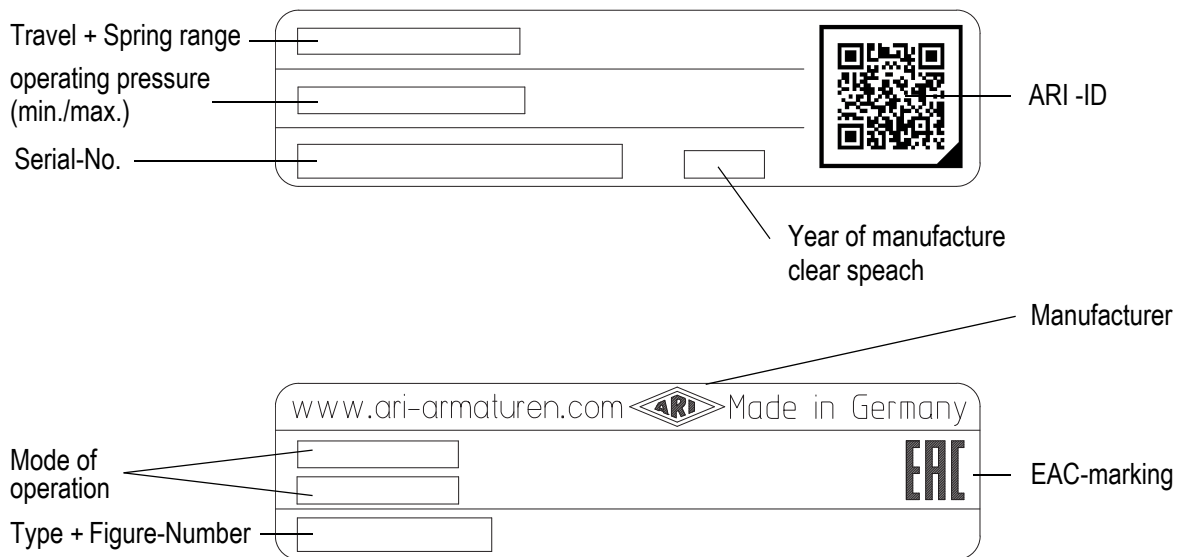 Travel + Spring range
operating pressure
(min./max.)
Serial-No.
ARI -ID
Year of manufacture
clear speach
Manufacturer
www.ari-armaturen.com ARI Made in Germany
Mode of
operation
EAC
EAC-marking
Type + Figure-Number